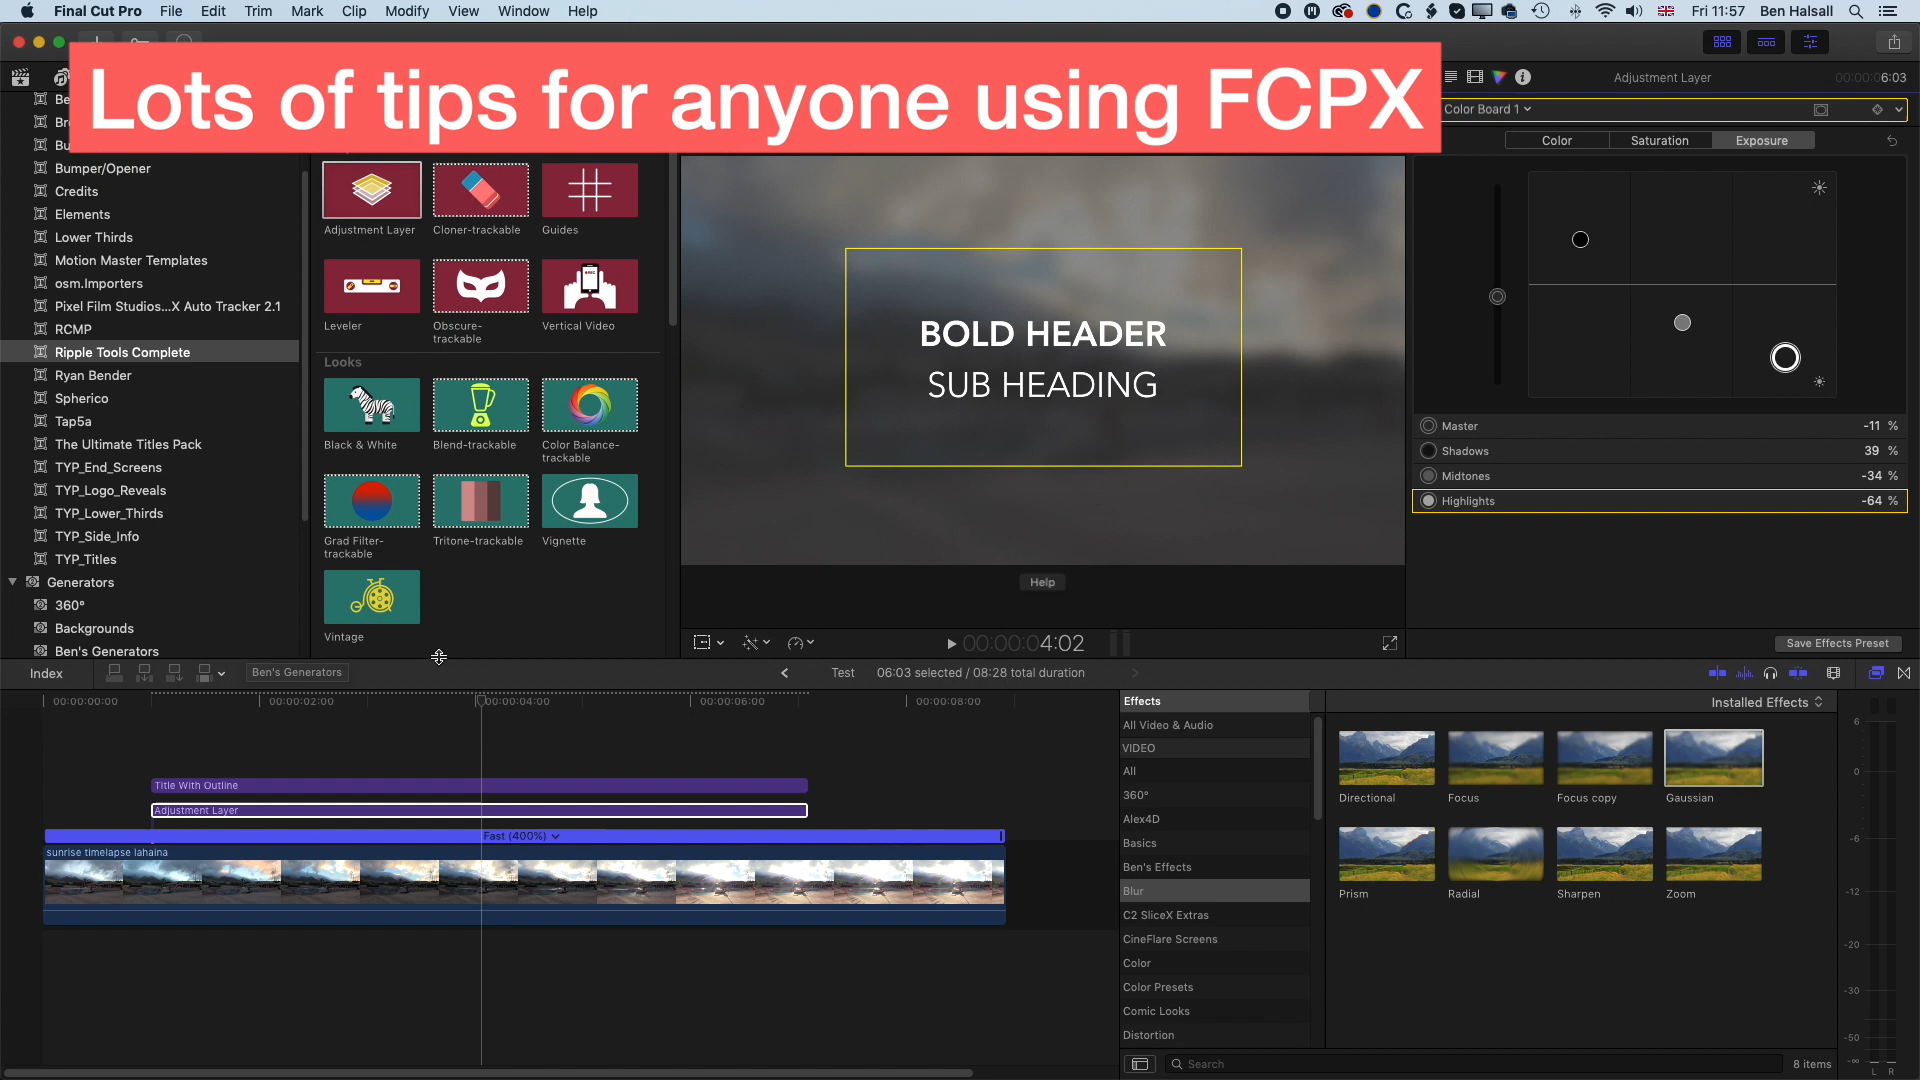 Final Cut Pro File Edit Trim Mark Clip Modify View Window Help
Fri 11:57 Ben Halsall
Lots of tips for anyone using FCPX
Adjustment Layer
00:00:06:03
Color Board 1
Color Saturation Exposure
Bumper/Opener
Credits
Elements
Lower Thirds
Motion Master Templates
osm.Importers
Pixel Film Studios...X Auto Tracker 2.1
RCMP
Ripple Tools Complete
Ryan Bender
Spherico
Tap5a
The Ultimate Titles Pack
TYP_End_Screens
TYP_Logo_Reveals
TYP_Lower_Thirds
TYP_Side_Info
TYP_Titles
Generators
360°
Backgrounds
Ben's Generators
Adjustment Layer
Cloner-trackable
Guides
Leveler
Obscure-
trackable
Vertical Video
Looks
Black & White
Blend-trackable
Color Balance-
trackable
Grad Filter-
trackable
Tritone-trackable
Vignette
Vintage
BOLD HEADER
SUB HEADING
Help
00:00:04:02
Master -11 %
Shadows 39 %
Midtones -34 %
Highlights -64 %
Save Effects Preset
Index
Ben's Generators
Test
06:03 selected / 08:28 total duration
00:00:00:00
00:00:02:00
00:00:04:00
00:00:06:00
00:00:08:00
Title With Outline
Adjustment Layer
Fast (400%)
sunrise timelapse lahaina
Effects
All Video & Audio
VIDEO
All
360°
Alex4D
Basics
Ben's Effects
Blur
C2 SliceX Extras
CineFlare Screens
Color
Color Presets
Comic Looks
Distortion
Installed Effects
Directional
Focus
Focus copy
Gaussian
Prism
Radial
Sharpen
Zoom
Search
8 items
6
0
-6
-12
-20
-30
-50
-∞
L R